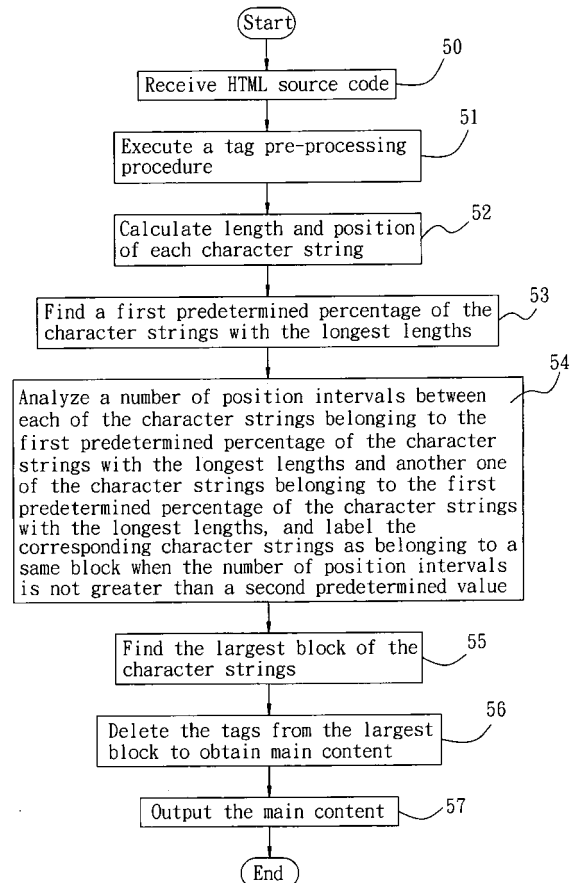 Start
50
Receive HTML source code
51
Execute a tag pre-processing
procedure
52
Calculate length and position
of each character string
53
Find a first predetermined percentage of the
character strings with the longest lengths
54
Analyze a number of position intervals between
each of the character strings belonging to the
first predetermined percentage of the character
strings with the longest lengths and another one
of the character strings belonging to the first
predetermined percentage of the character strings
with the longest lengths, and label the
corresponding character strings as belonging to a
same block when the number of position intervals
is not greater than a second predetermined value
55
Find the largest block of the
character strings
56
Delete the tags from the largest
block to obtain main content
Output the main content
57
End